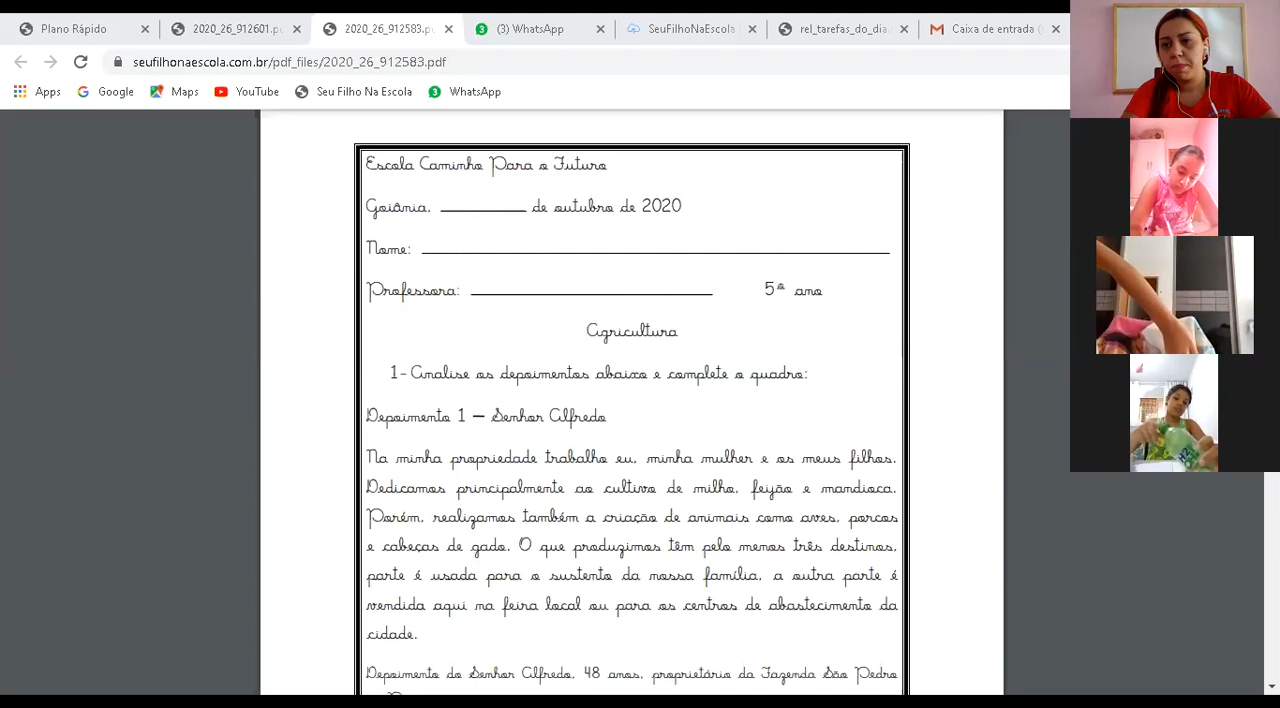 Plano Rápido
2020_26_912601.pd
2020_26_912583.pd
(3) WhatsApp
SeuFilhoNaEscola
rel_tarefas_do_dia.
Caixa de entrada (
seufilhonaescola.com.br/pdf_files/2020_26_912583.pdf
Apps Google Maps YouTube Seu Filho Na Escola WhatsApp
Escola Caminho Para o Futuro
Goiânia, __________ de outubro de 2020
Nome: ____________________
Professora: ____________________ 5ª ano
Agricultura
1- Analise os depoimentos abaixo e complete o quadro:
Depoimento 1 – Senhor Alfredo
Na minha propriedade trabalho eu, minha mulher e os meus filhos.
Dedicamos principalmente ao cultivo de milho, feijão e mandioca.
Porém, realizamos também a criação de animais como aves, porcos
e cabeças de gado. O que produzimos têm pelo menos três destinos,
parte é usada para o sustento da nossa família, a outra parte é
vendida aqui na feira local ou para os centros de abastecimento da
cidade.
Depoimento do Senhor Alfredo, 48 anos, proprietário da Fazenda São Pedro